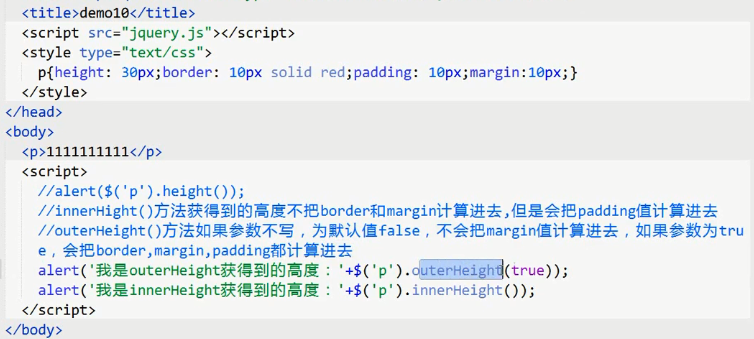 <title>demo10</title>
<script src="jquery.js"></script>
<style type="text/css">
p{height: 30px;border: 10px solid red;padding: 10px;margin:10px;}
</style>
</head>
<body>
<p>1111111111</p>
<script>
//alert($('p').height());
//innerHight()方法获得到的高度不把border和margin计算进去,但是会把padding值计算进去
//outerHeight()方法如果参数不写，为默认值false，不会把margin值计算进去，如果参数为tru
e，会把border,margin,padding都计算进去
alert('我是outerHeight获得到的高度：'+$('p').outerHeight(true));
alert('我是innerHeight获得到的高度：'+$('p').innerHeight());
</script>
</body>